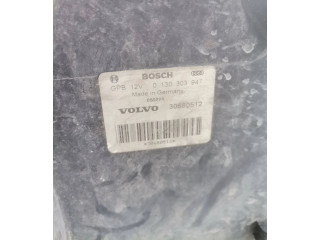 BOSCH
GPB 12V 0 130 303 947
Made in Germany
VOLVO 30680512